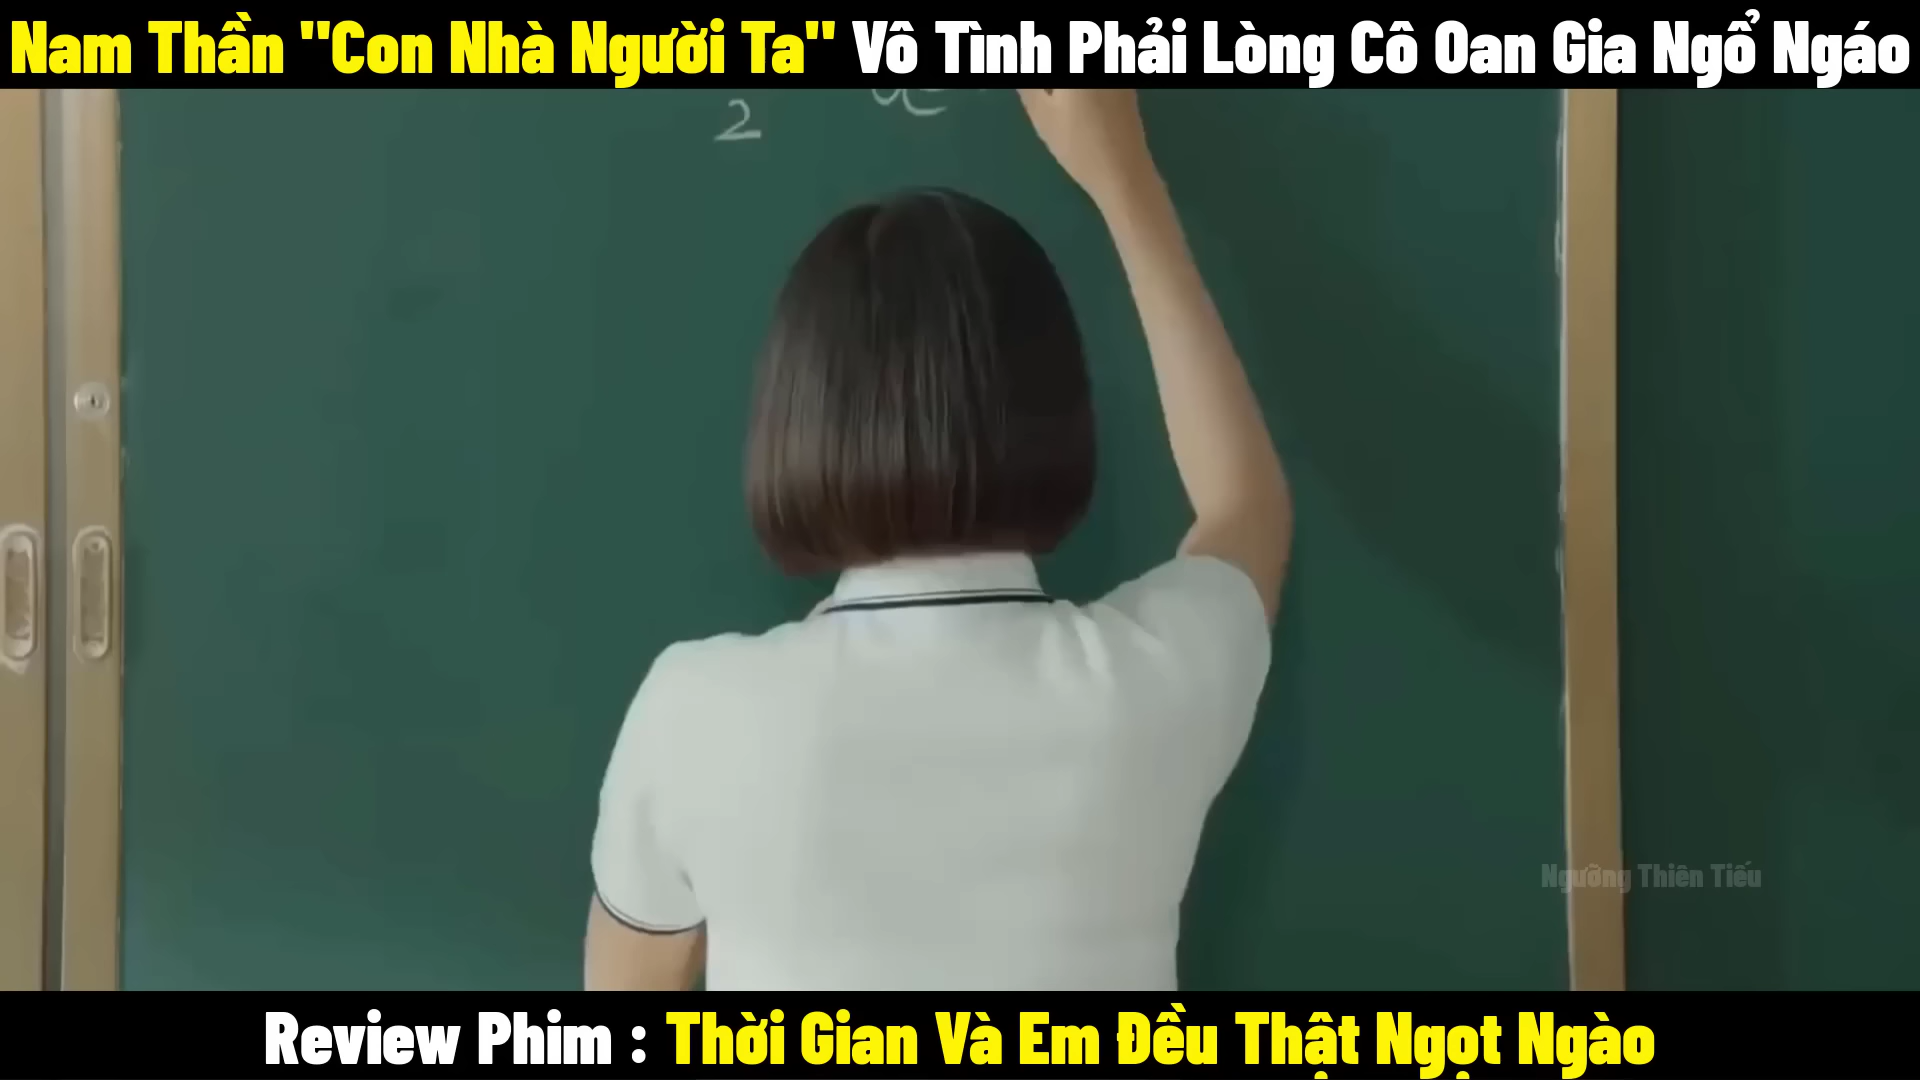 Nam Thần "Con Nhà Người Ta" Vô Tình Phải Lòng Cô Oan Gia Ngổ Ngáo
2
Ngưỡng Thiên Tiếu
Review Phim : Thời Gian Và Em Đều Thật Ngọt Ngào